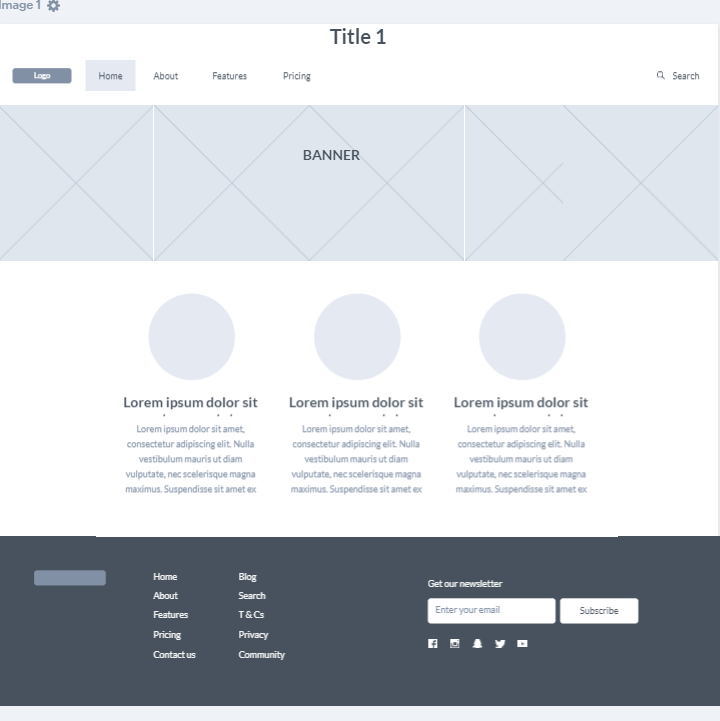 Image 1
Title 1
Logo
Home
About
Features
Pricing
Search
BANNER
Lorem ipsum dolor sit
Lorem ipsum dolor sit amet,
consectetur adipiscing elit. Nulla
vestibulum mauris ut diam
vulputate, nec scelerisque magna
maximus. Suspendisse sit amet ex
Lorem ipsum dolor sit
Lorem ipsum dolor sit amet,
consectetur adipiscing elit. Nulla
vestibulum mauris ut diam
vulputate, nec scelerisque magna
maximus. Suspendisse sit amet ex
Lorem ipsum dolor sit
Lorem ipsum dolor sit amet,
consectetur adipiscing elit. Nulla
vestibulum mauris ut diam
vulputate, nec scelerisque magna
maximus. Suspendisse sit amet ex
Home
About
Features
Pricing
Contact us
Blog
Search
T & Cs
Privacy
Community
Get our newsletter
Enter your email
Subscribe